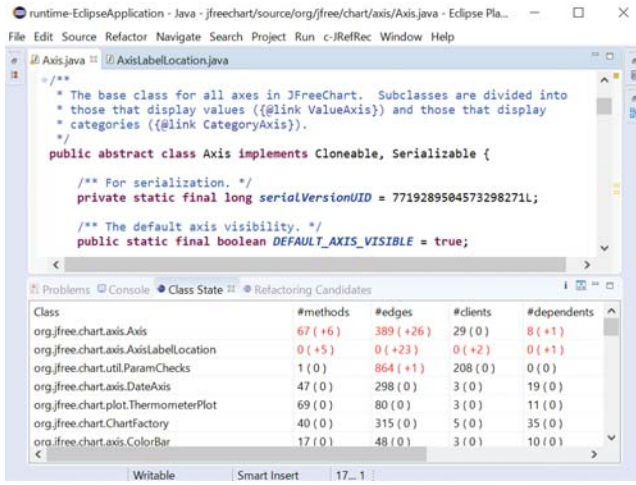 runtime-EclipseApplication - Java - jfreechart/source/org/jfree/chart/axis/Axis.java - Eclipse Pla...
File Edit Source Refactor Navigate Search Project Run c-JRefRec Window Help
Axis.java AxisLabelLocation.java
/**
* The base class for all axes in JFreeChart. Subclasses are divided into
* those that display values ({@link ValueAxis}) and those that display
* categories ({@link CategoryAxis}).
*/
public abstract class Axis implements Cloneable, Serializable {
/** For serialization. */
private static final long serialVersionUID = 7719289504573298271L;
/** The default axis visibility. */
public static final boolean DEFAULT_AXIS_VISIBLE = true;
Problems Console Class State Refactoring Candidates
Class #methods #edges #clients #dependents
org.jfree.chart.axis.Axis 67 ( +6 ) 389 ( +26 ) 29 ( 0 ) 8 ( +1 )
org.jfree.chart.axis.AxisLabelLocation 0 ( +5 ) 0 ( +23 ) 0 ( +2 ) 0 ( +1 )
org.jfree.chart.util.ParamChecks 1 ( 0 ) 864 ( +1 ) 208 ( 0 ) 0 ( 0 )
org.jfree.chart.axis.DateAxis 47 ( 0 ) 298 ( 0 ) 3 ( 0 ) 19 ( 0 )
org.jfree.chart.plot.ThermometerPlot 69 ( 0 ) 80 ( 0 ) 3 ( 0 ) 11 ( 0 )
org.jfree.chart.ChartFactory 40 ( 0 ) 315 ( 0 ) 5 ( 0 ) 35 ( 0 )
org.jfree.chart.axis.ColorBar 17 ( 0 ) 48 ( 0 ) 3 ( 0 ) 10 ( 0 )
Writable Smart Insert 17... 1